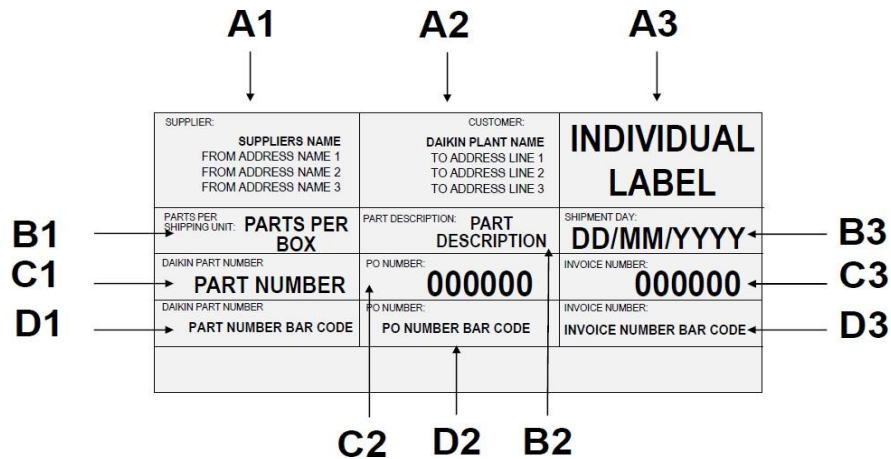 A1 A2 A3
SUPPLIER:
SUPPLIERS NAME
FROM ADDRESS NAME 1
FROM ADDRESS NAME 2
FROM ADDRESS NAME 3
CUSTOMER:
DAIKIN PLANT NAME
TO ADDRESS LINE 1
TO ADDRESS LINE 2
TO ADDRESS LINE 3
INDIVIDUAL
LABEL
B1
PARTS PER
SHIPPING UNIT: PARTS PER
BOX
PART DESCRIPTION: PART
DESCRIPTION
SHIPMENT DAY:
DD/MM/YYYY
B3
C1
DAIKIN PART NUMBER
PART NUMBER
PO NUMBER:
000000
INVOICE NUMBER:
000000
C3
D1
DAIKIN PART NUMBER
PART NUMBER BAR CODE
PO NUMBER:
PO NUMBER BAR CODE
INVOICE NUMBER:
INVOICE NUMBER BAR CODE
D3
C2 D2 B2